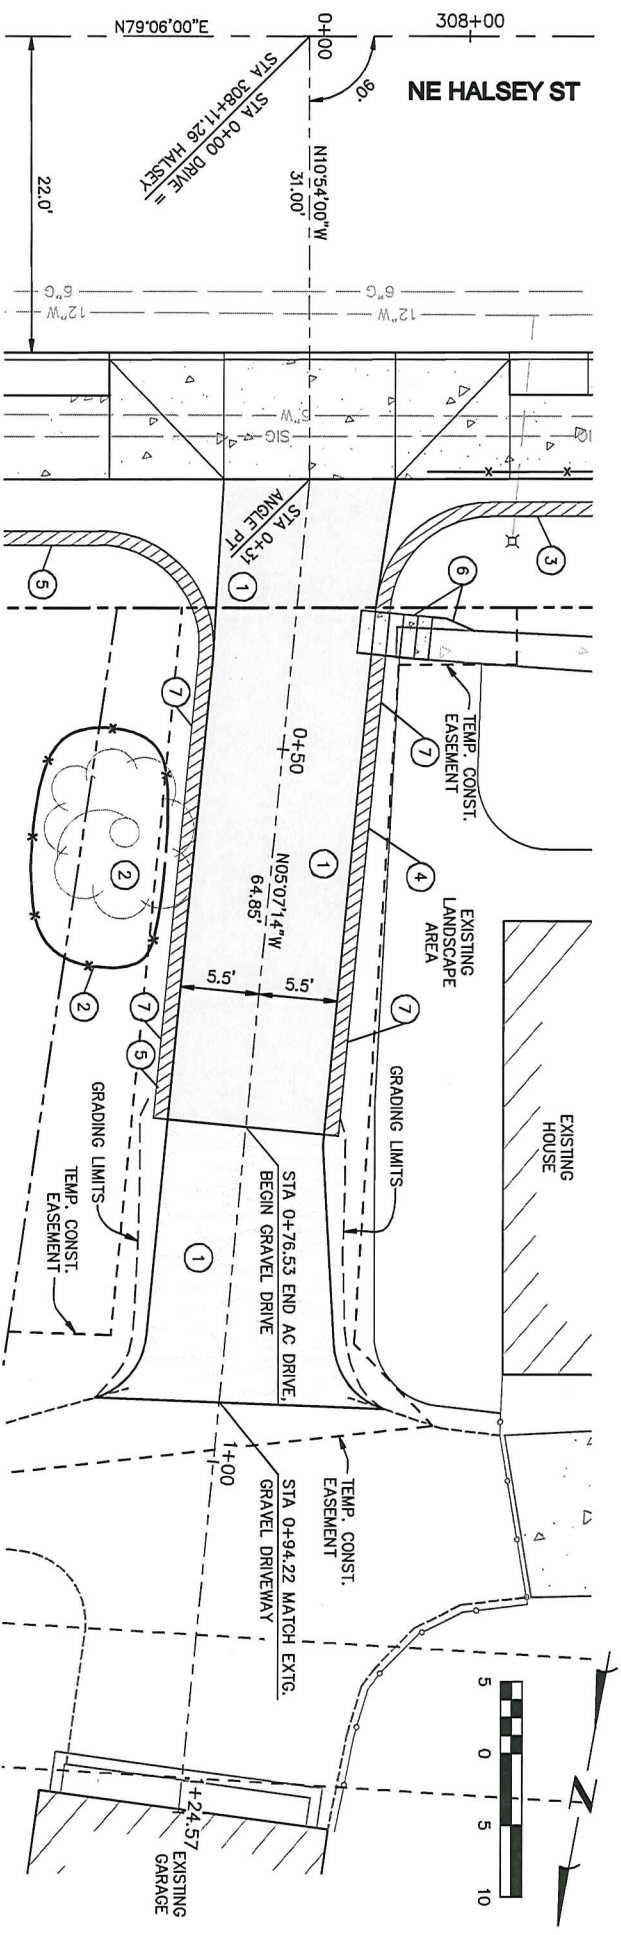 NE HALSEY ST
308+00
0+00
90°
N79°06'00"E
STA 0+00 DRIVE =
STA 308+11.26 HALSEY
N10°54'00"W
31.00'
22.0'
6"G
6"G
12"W
12"W
5"W
SIG
STA 0+31
ANGLE PT
3
5
1
6
7
7
TEMP. CONST.
EASEMENT
0+50
4
EXISTING
LANDSCAPE
AREA
1
N05°07'14"W
64.85'
2
2
5.5'
5.5'
7
7
5
EXISTING
HOUSE
GRADING LIMITS
GRADING LIMITS
TEMP. CONST.
EASEMENT
STA 0+76.53 END AC DRIVE,
BEGIN GRAVEL DRIVE
1
1+00
TEMP. CONST.
EASEMENT
STA 0+94.22 MATCH EXTG.
GRAVEL DRIVEWAY
+24.57
EXISTING
GARAGE
N
5
0
5
10